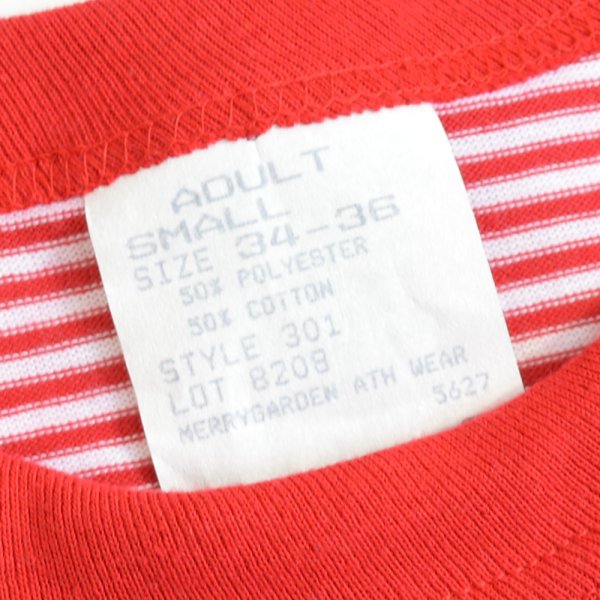 ADULT
SMALL
SIZE 34-36
50% POLYESTER
50% COTTON
STYLE 301
LOT 8208
MERRYGARDEN ATH WEAR
5627